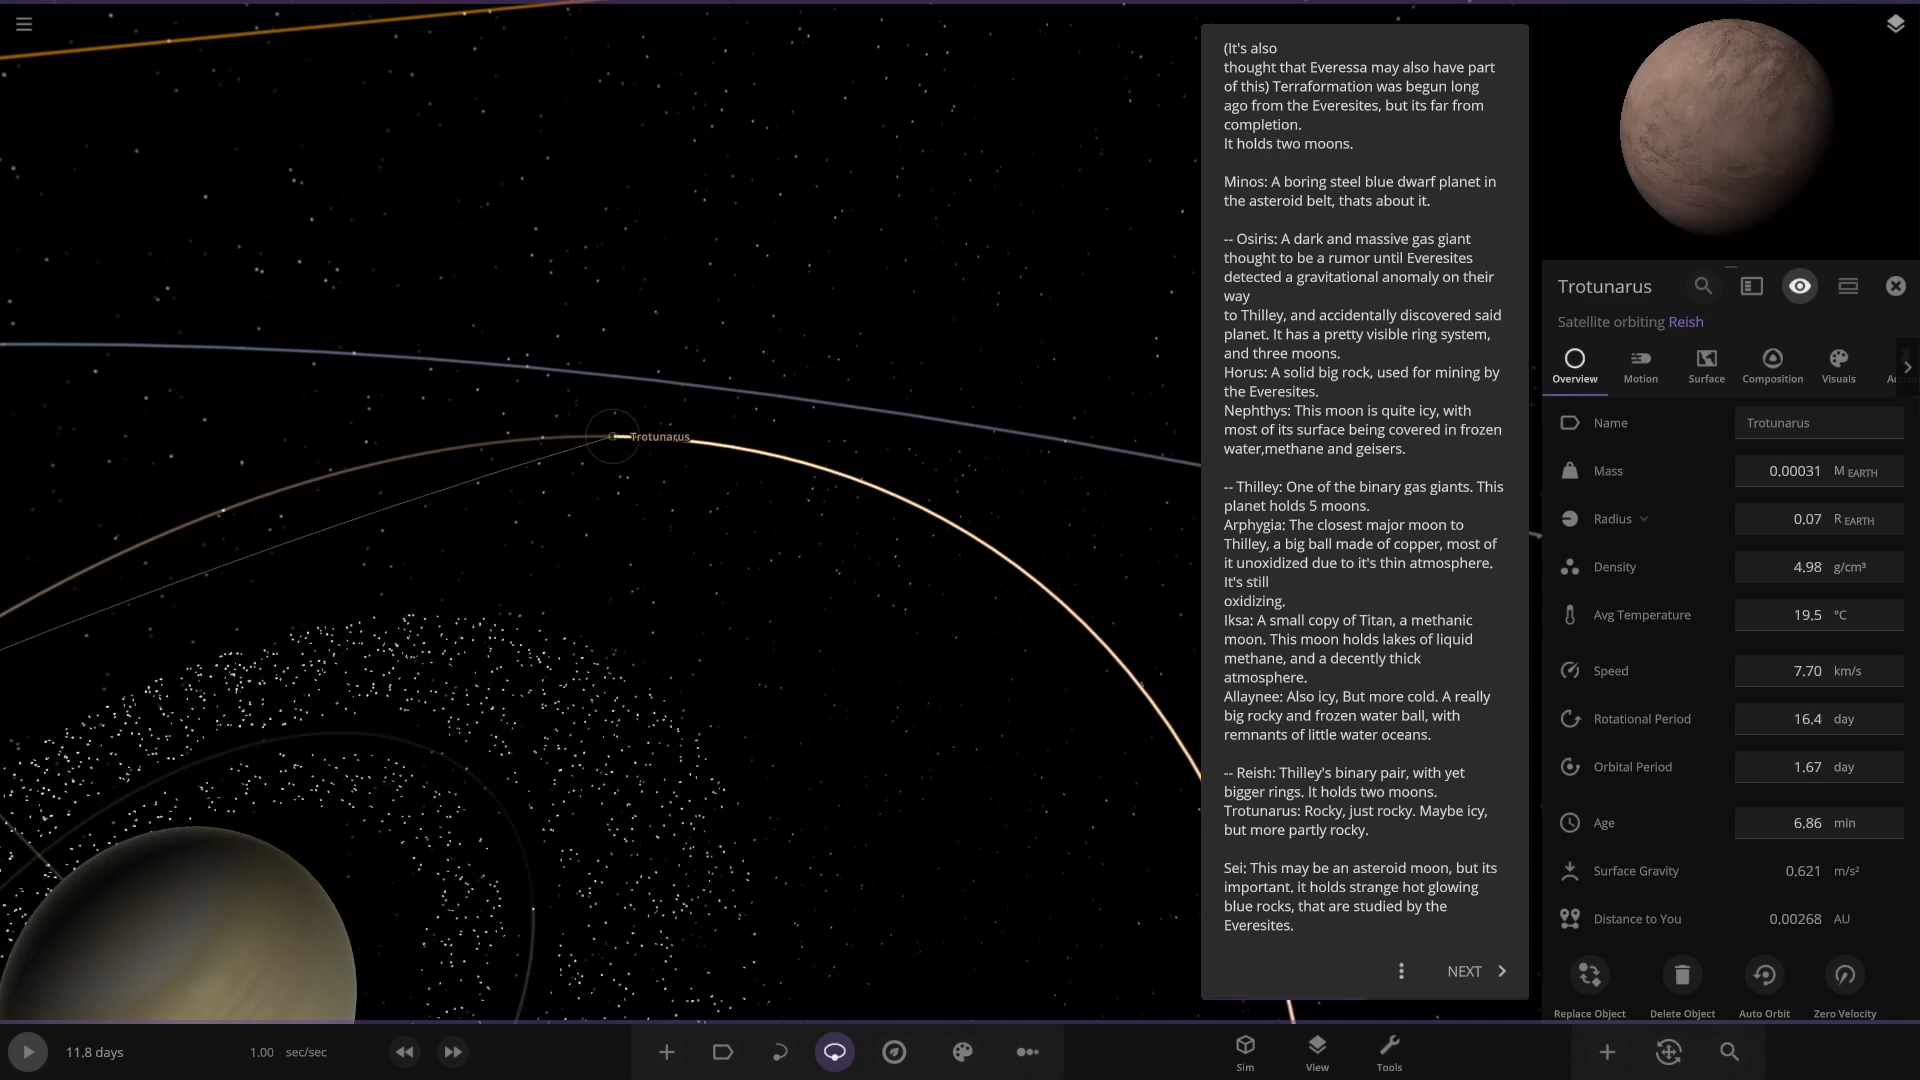 (It's also
thought that Everessa may also have part
of this) Terraformation was begun long
ago from the Everesites, but its far from
completion.
It holds two moons.
Minos: A boring steel blue dwarf planet in
the asteroid belt, thats about it.
-- Osiris: A dark and massive gas giant
thought to be a rumor until Everesites
detected a gravitational anomaly on their
way
to Thilley, and accidentally discovered said
planet. It has a pretty visible ring system,
and three moons.
Horus: A solid big rock, used for mining by
the Everesites.
Nephthys: This moon is quite icy, with
most of its surface being covered in frozen
water,methane and geisers.
-- Thilley: One of the binary gas giants. This
planet holds 5 moons.
Arphygia: The closest major moon to
Thilley, a big ball made of copper, most of
it unoxidized due to it's thin atmosphere.
It's still
oxidizing.
Iksa: A small copy of Titan, a methanic
moon. This moon holds lakes of liquid
methane, and a decently thick
atmosphere.
Allaynee: Also icy, But more cold. A really
big rocky and frozen water ball, with
remnants of little water oceans.
-- Reish: Thilley's binary pair, with yet
bigger rings. It holds two moons.
Trotunarus: Rocky, just rocky. Maybe icy,
but more partly rocky.
Sei: This may be an asteroid moon, but its
important, it holds strange hot glowing
blue rocks, that are studied by the
Everesites.
NEXT
Trotunarus
Trotunarus
Satellite orbiting Reish
Overview Motion Surface Composition Visuals
Name Trotunarus
Mass 0.00031 M EARTH
Radius 0.07 R EARTH
Density 4.98 g/cm³
Avg Temperature 19.5 °C
Speed 7.70 km/s
Rotational Period 16.4 day
Orbital Period 1.67 day
Age 6.86 min
Surface Gravity 0.621 m/s²
Distance to You 0.00268 AU
Replace Object Delete Object Auto Orbit Zero Velocity
11.8 days 1.00 sec/sec
Sim View Tools